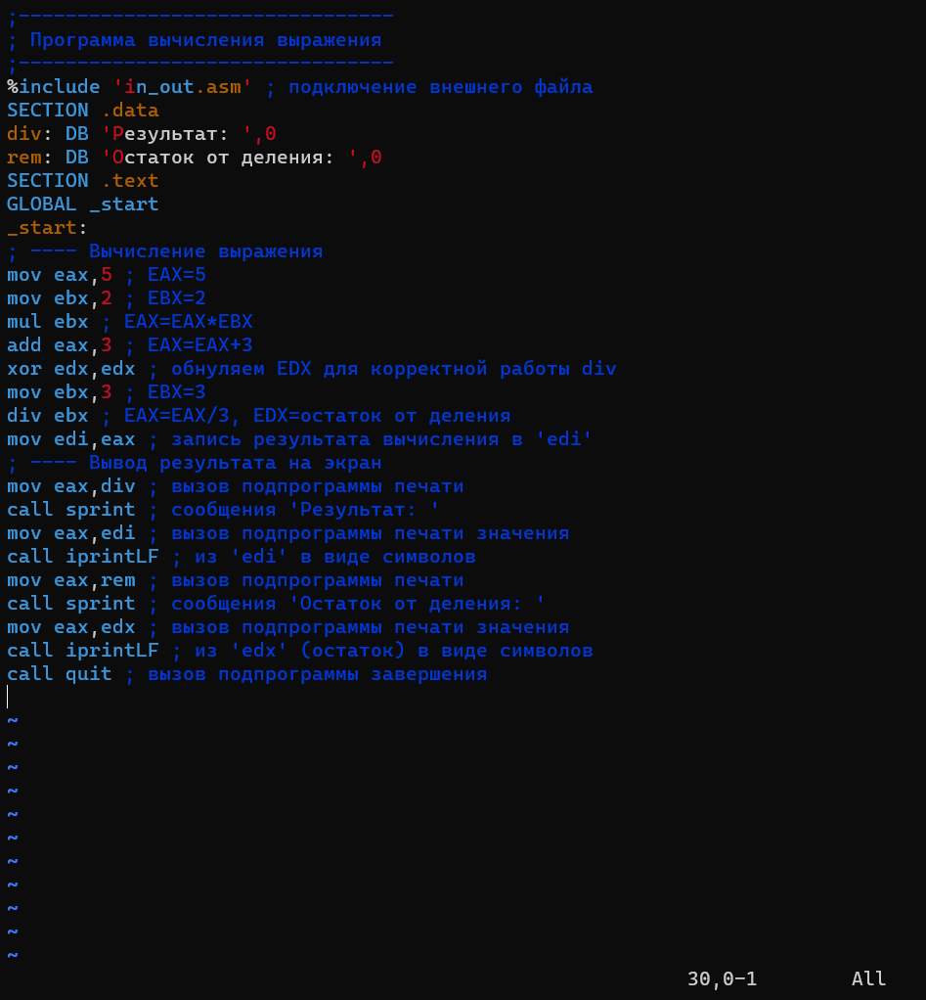 ;--------------------------------
; Программа вычисления выражения
;--------------------------------
%include 'in_out.asm' ; подключение внешнего файла
SECTION .data
div: DB 'Результат: ',0
rem: DB 'Остаток от деления: ',0
SECTION .text
GLOBAL _start
_start:
; ---- Вычисление выражения
mov eax,5 ; EAX=5
mov ebx,2 ; EBX=2
mul ebx ; EAX=EAX*EBX
add eax,3 ; EAX=EAX+3
xor edx,edx ; обнуляем EDX для корректной работы div
mov ebx,3 ; EBX=3
div ebx ; EAX=EAX/3, EDX=остаток от деления
mov edi,eax ; запись результата вычисления в 'edi'
; ---- Вывод результата на экран
mov eax,div ; вызов подпрограммы печати
call sprint ; сообщения 'Результат: '
mov eax,edi ; вызов подпрограммы печати значения
call iprintLF ; из 'edi' в виде символов
mov eax,rem ; вызов подпрограммы печати
call sprint ; сообщения 'Остаток от деления: '
mov eax,edx ; вызов подпрограммы печати значения
call iprintLF ; из 'edx' (остаток) в виде символов
call quit ; вызов подпрограммы завершения
~
~
~
~
~
~
~
~
~
~
~
30,0-1 All